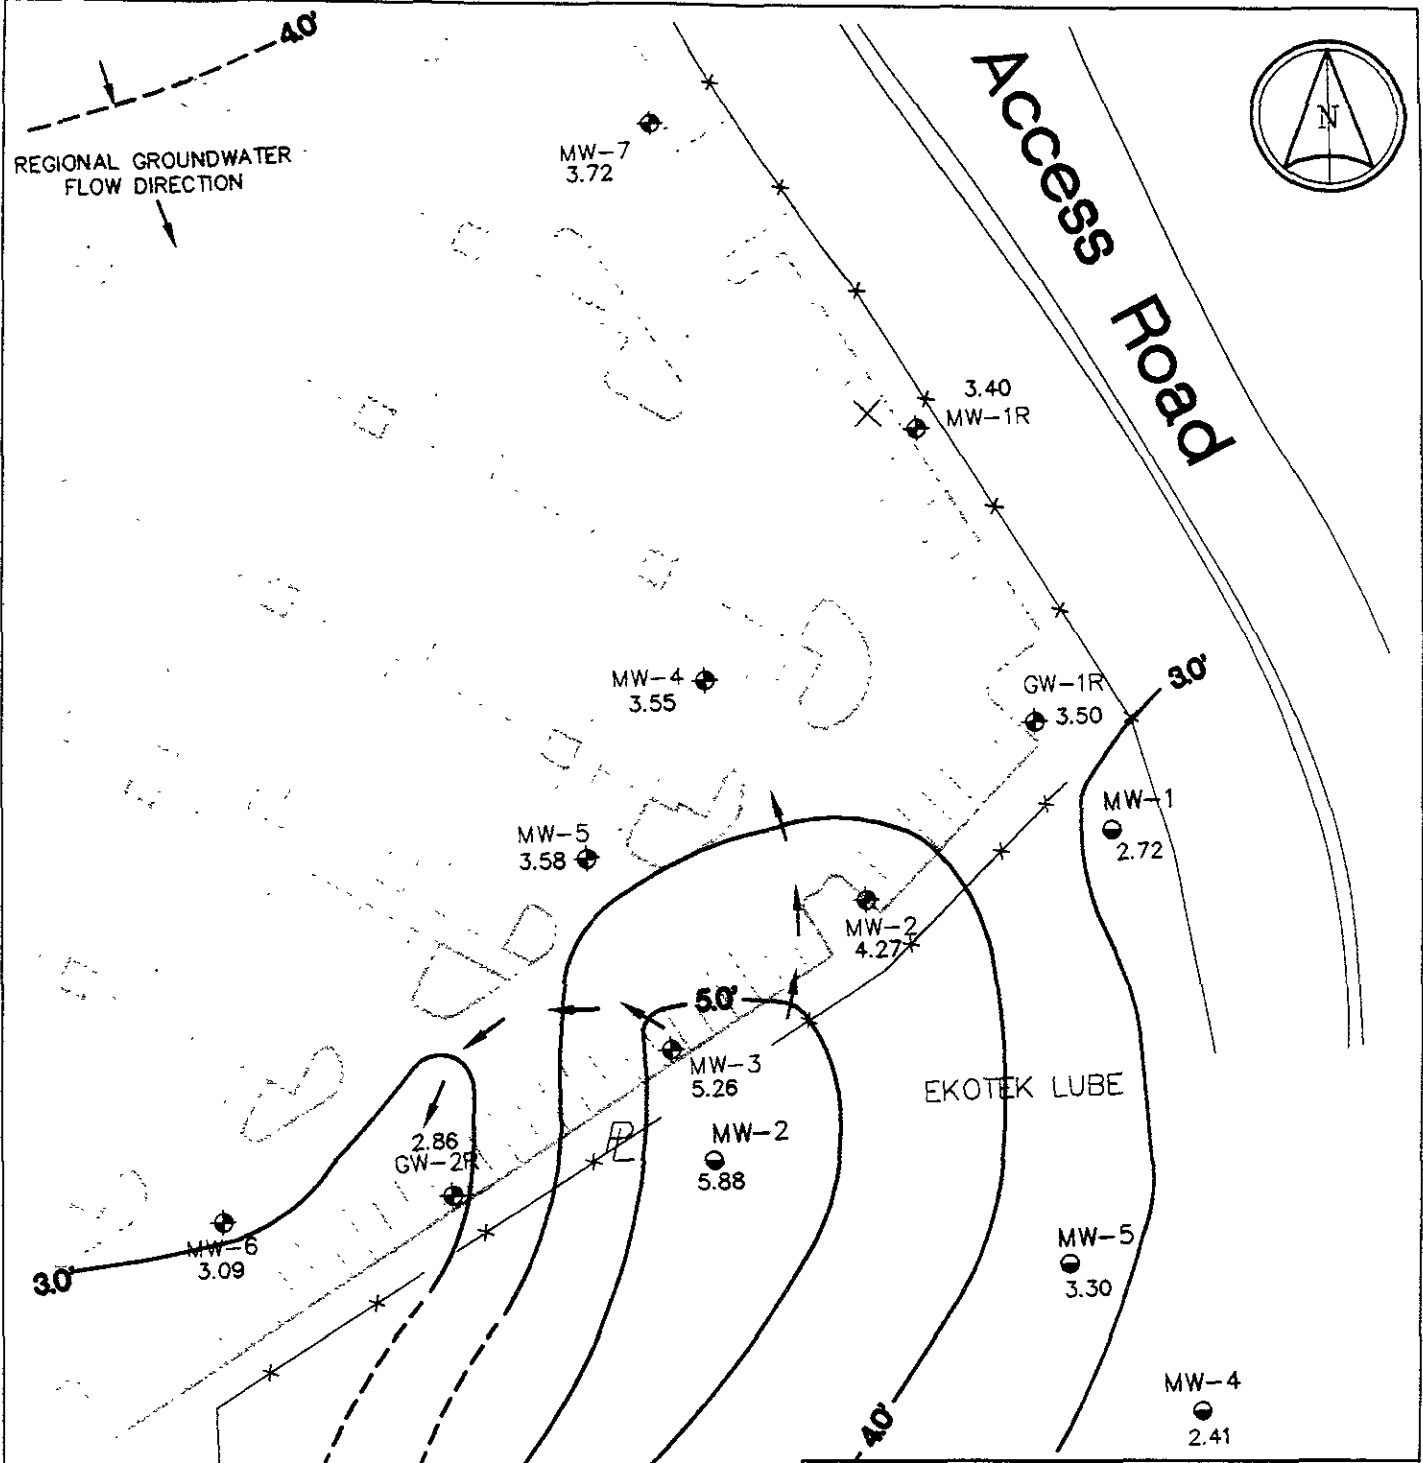 4.0'
N
Access Road
REGIONAL GROUNDWATER
FLOW DIRECTION
MW-7
3.72
3.40
MW-1R
MW-4
3.55
GW-1R
3.50
3.0'
MW-1
2.72
MW-5
3.58
MW-2
4.27
5.0'
MW-3
5.26
EKOTEK LUBE
PL
MW-2
5.88
2.86
GW-2R
MW-6
3.09
3.0'
MW-5
3.30
MW-4
2.41
4.0'